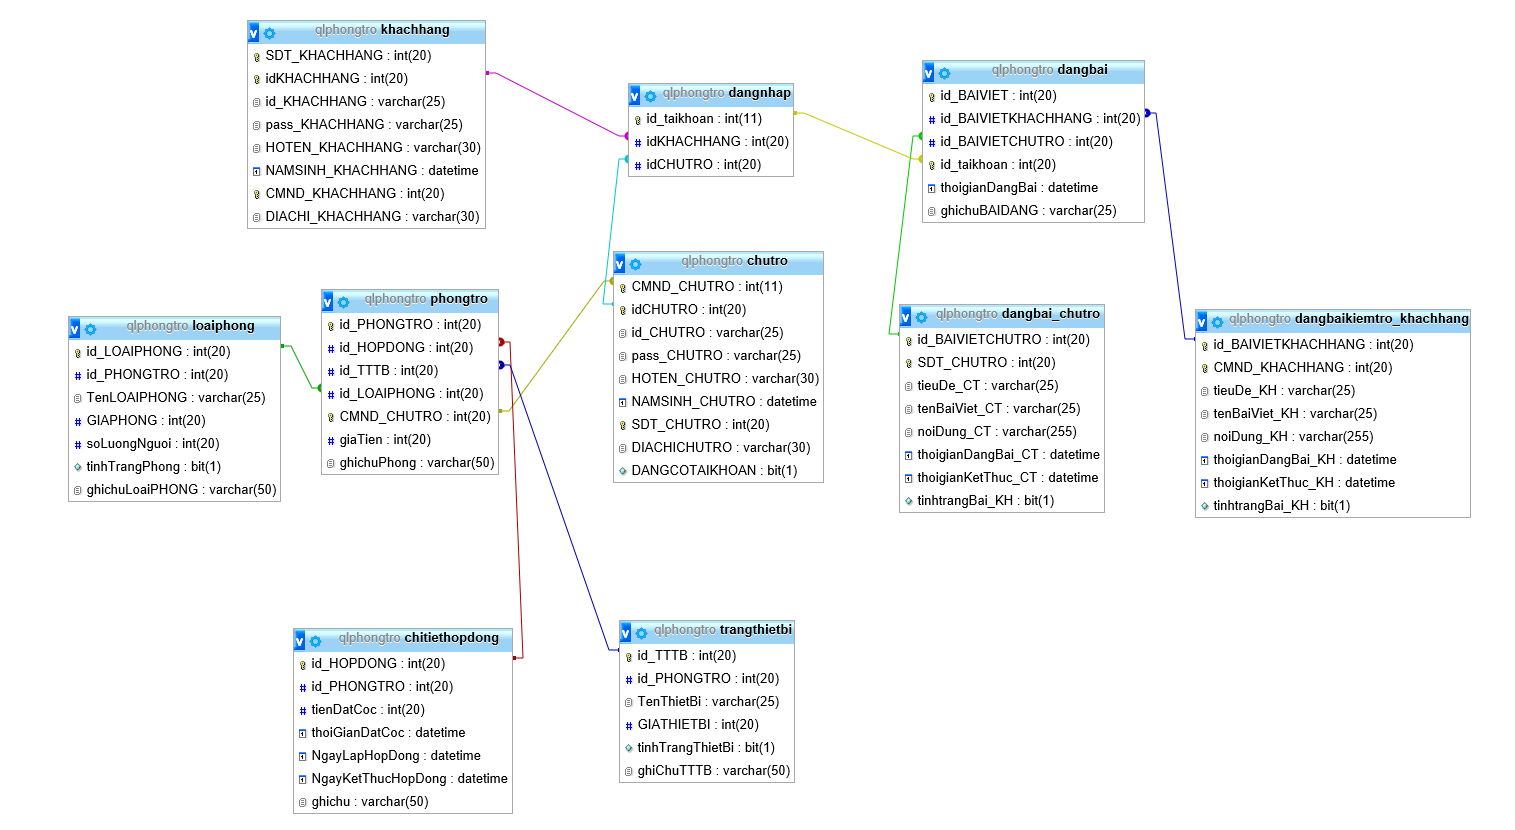 qlphongtro khachhang
SDT_KHACHHANG : int(20)
idKHACHHANG : int(20)
id_KHACHHANG : varchar(25)
pass_KHACHHANG : varchar(25)
HOTEN_KHACHHANG : varchar(30)
NAMSINH_KHACHHANG : datetime
CMND_KHACHHANG : int(20)
DIACHI_KHACHHANG : varchar(30)
qlphongtro dangnhap
id_taikhoan : int(11)
idKHACHHANG : int(20)
idCHUTRO : int(20)
qlphongtro dangbai
id_BAIVIET : int(20)
id_BAIVIETKHACHHANG : int(20)
id_BAIVIETCHUTRO : int(20)
id_taikhoan : int(20)
thoigianDangBai : datetime
ghichuBAIDANG : varchar(25)
qlphongtro loaiphong
id_LOAIPHONG : int(20)
id_PHONGTRO : int(20)
TenLOAIPHONG : varchar(25)
GIAPHONG : int(20)
soLuongNguoi : int(20)
tinhTrangPhong : bit(1)
ghichuLoaiPHONG : varchar(50)
qlphongtro phongtro
id_PHONGTRO : int(20)
id_HOPDONG : int(20)
id_TTTB : int(20)
id_LOAIPHONG : int(20)
CMND_CHUTRO : int(20)
giaTien : int(20)
ghichuPhong : varchar(50)
qlphongtro chutro
CMND_CHUTRO : int(11)
idCHUTRO : int(20)
id_CHUTRO : varchar(25)
pass_CHUTRO : varchar(25)
HOTEN_CHUTRO : varchar(30)
NAMSINH_CHUTRO : datetime
SDT_CHUTRO : int(20)
DIACHICHUTRO : varchar(30)
DANGCOTAIKHOAN : bit(1)
qlphongtro dangbai_chutro
id_BAIVIETCHUTRO : int(20)
SDT_CHUTRO : int(20)
tieuDe_CT : varchar(25)
tenBaiViet_CT : varchar(25)
noiDung_CT : varchar(255)
thoigianDangBai_CT : datetime
thoigianKetThuc_CT : datetime
tinhtrangBai_KH : bit(1)
qlphongtro dangbaikiemtro_khachhang
id_BAIVIETKHACHHANG : int(20)
CMND_KHACHHANG : int(20)
tieuDe_KH : varchar(25)
tenBaiViet_KH : varchar(25)
noiDung_KH : varchar(255)
thoigianDangBai_KH : datetime
thoigianKetThuc_KH : datetime
tinhtrangBai_KH : bit(1)
qlphongtro chitiethopdong
id_HOPDONG : int(20)
id_PHONGTRO : int(20)
tienDatCoc : int(20)
thoiGianDatCoc : datetime
NgayLapHopDong : datetime
NgayKetThucHopDong : datetime
ghichu : varchar(50)
qlphongtro trangthietbi
id_TTTB : int(20)
id_PHONGTRO : int(20)
TenThietBi : varchar(25)
GIATHIETBI : int(20)
tinhTrangThietBi : bit(1)
ghiChuTTTB : varchar(50)